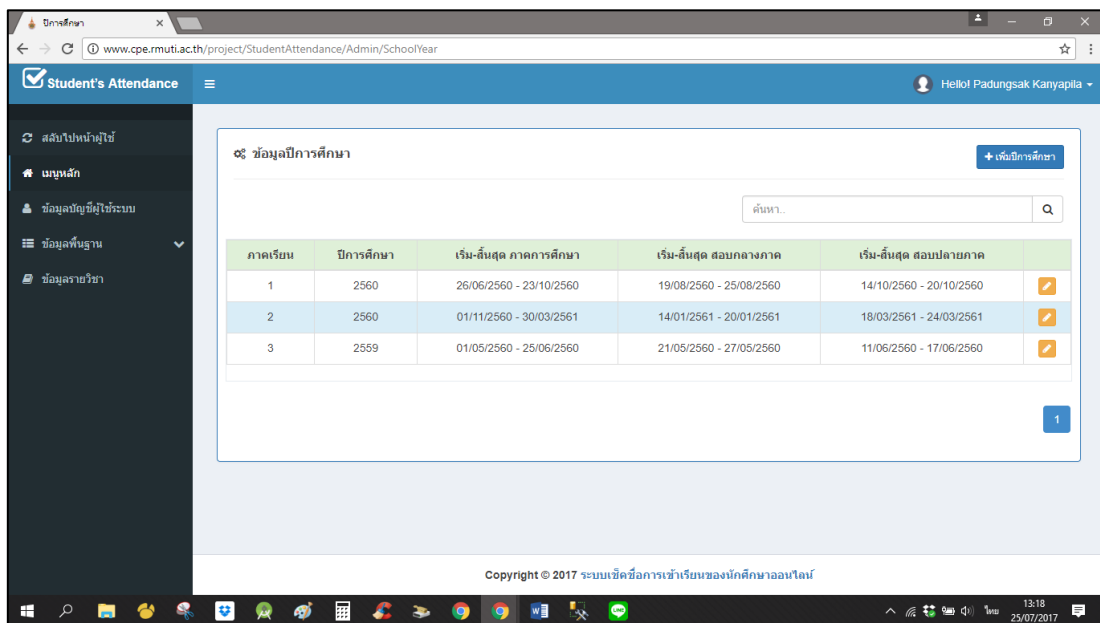 ปีการศึกษา
www.cpe.rmuti.ac.th/project/StudentAttendance/Admin/SchoolYear
Student's Attendance
Hello! Padungsak Kanyapila
สลับไปหน้าผู้ใช้
เมนูหลัก
ข้อมูลบัญชีผู้ใช้ระบบ
ข้อมูลพื้นฐาน
ข้อมูลรายวิชา
ข้อมูลปีการศึกษา
+ เพิ่มปีการศึกษา
ค้นหา...
ภาคเรียน ปีการศึกษา เริ่ม-สิ้นสุด ภาคการศึกษา เริ่ม-สิ้นสุด สอบกลางภาค เริ่ม-สิ้นสุด สอบปลายภาค
1 2560 26/06/2560 - 23/10/2560 19/08/2560 - 25/08/2560 14/10/2560 - 20/10/2560
2 2560 01/11/2560 - 30/03/2561 14/01/2561 - 20/01/2561 18/03/2561 - 24/03/2561
3 2559 01/05/2560 - 25/06/2560 21/05/2560 - 27/05/2560 11/06/2560 - 17/06/2560
1
Copyright © 2017 ระบบเช็คชื่อการเข้าเรียนของนักศึกษาออนไลน์
ไทย
13:18
25/07/2017